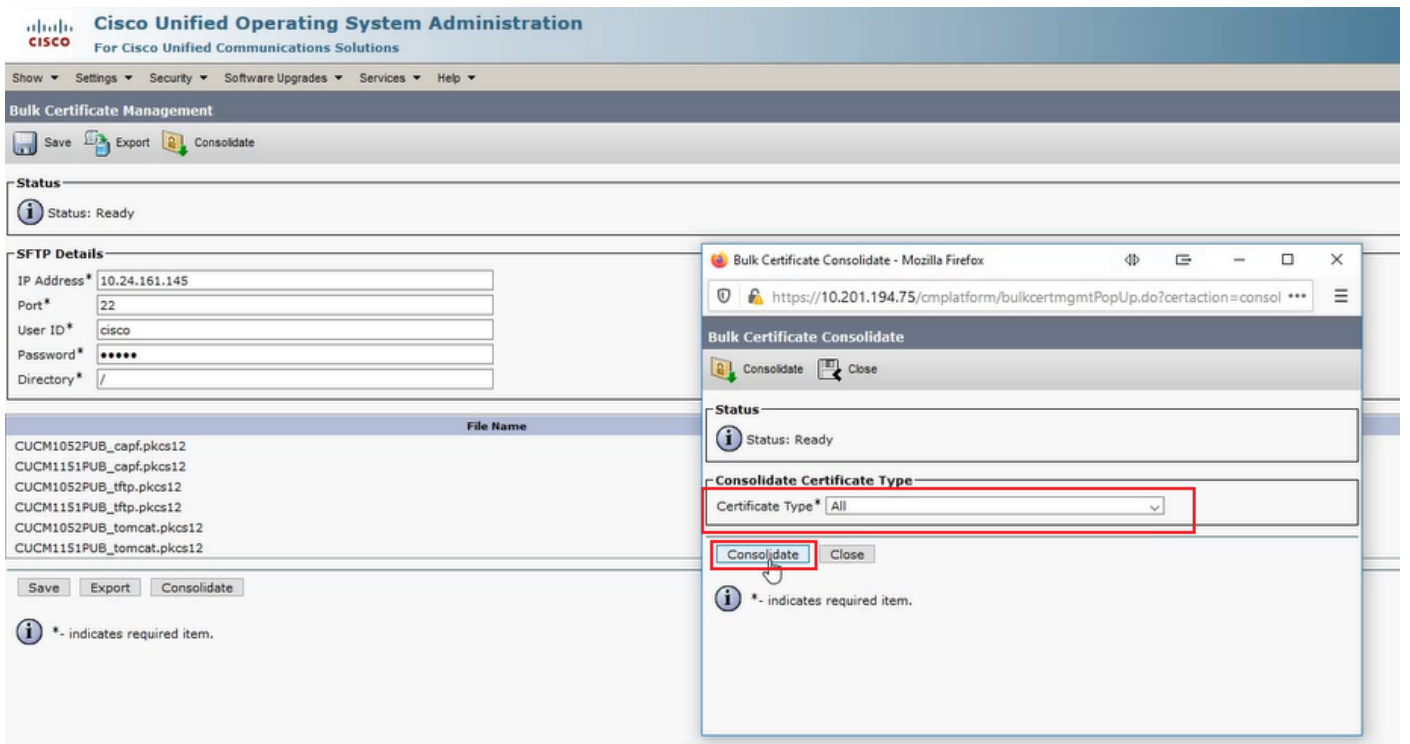 Cisco Unified Operating System Administration
CISCO
For Cisco Unified Communications Solutions
Show Settings Security Software Upgrades Services Help
Bulk Certificate Management
Save Export Consolidate
Status
Status: Ready
SFTP Details
IP Address* 10.24.161.145
Port* 22
User ID* cisco
Password* •••••
Directory* /
File Name
CUCM1052PUB_capf.pkcs12
CUCM1151PUB_capf.pkcs12
CUCM1052PUB_tftp.pkcs12
CUCM1151PUB_tftp.pkcs12
CUCM1052PUB_tomcat.pkcs12
CUCM1151PUB_tomcat.pkcs12
Save Export Consolidate
*- indicates required item.
Bulk Certificate Consolidate - Mozilla Firefox
https://10.201.194.75/cmplatform/bulkcertmgmtPopUp.do?certaction=consol •••
Bulk Certificate Consolidate
Consolidate Close
Status
Status: Ready
Consolidate Certificate Type
Certificate Type* All
Consolidate Close
*- indicates required item.